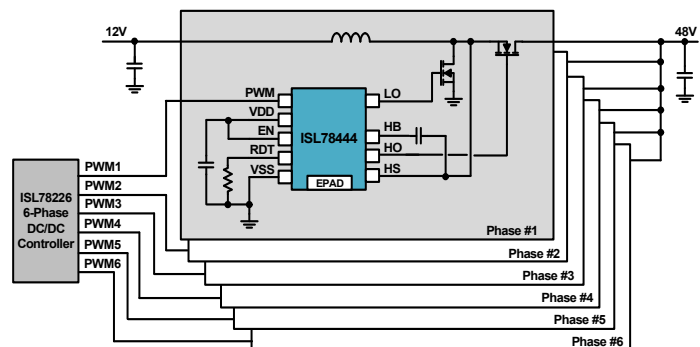 12V
48V
PWM
VDD
EN
RDT
VSS
ISL78444
EPAD
LO
HB
HO
HS
ISL78226
6-Phase
DC/DC
Controller
PWM1
PWM2
PWM3
PWM4
PWM5
PWM6
Phase #1
Phase #2
Phase #3
Phase #4
Phase #5
Phase #6